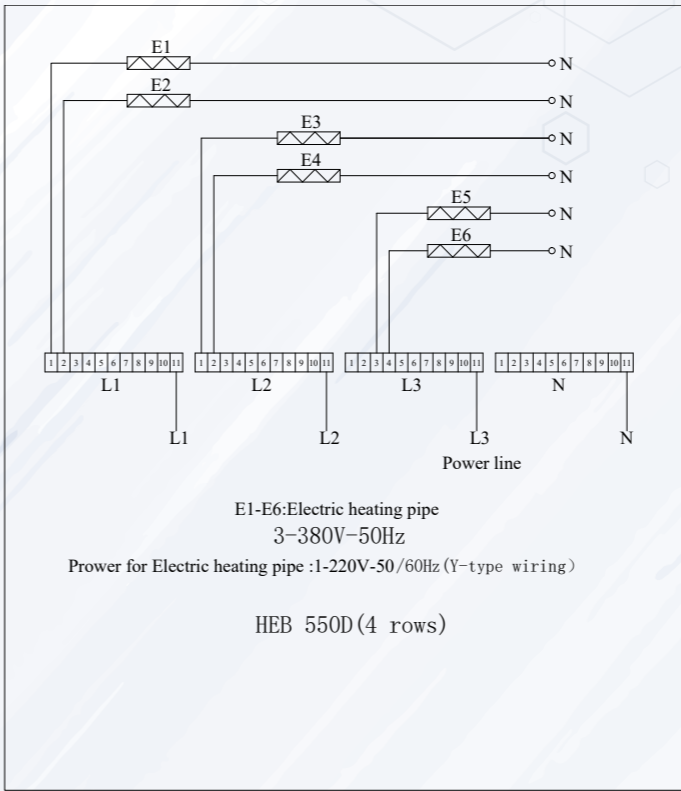 E1
N
E2
N
E3
N
E4
N
E5
N
E6
N
1 2 3 4 5 6 7 8 9 10 11 1 2 3 4 5 6 7 8 9 10 11 1 2 3 4 5 6 7 8 9 10 11 1 2 3 4 5 6 7 8 9 10 11
L1 L2 L3 N
L1 L2 L3 N
Power line
E1-E6:Electric heating pipe
3-380V-50Hz
Prower for Electric heating pipe :1-220V-50/60Hz(Y-type wiring)
HEB 550D(4 rows)